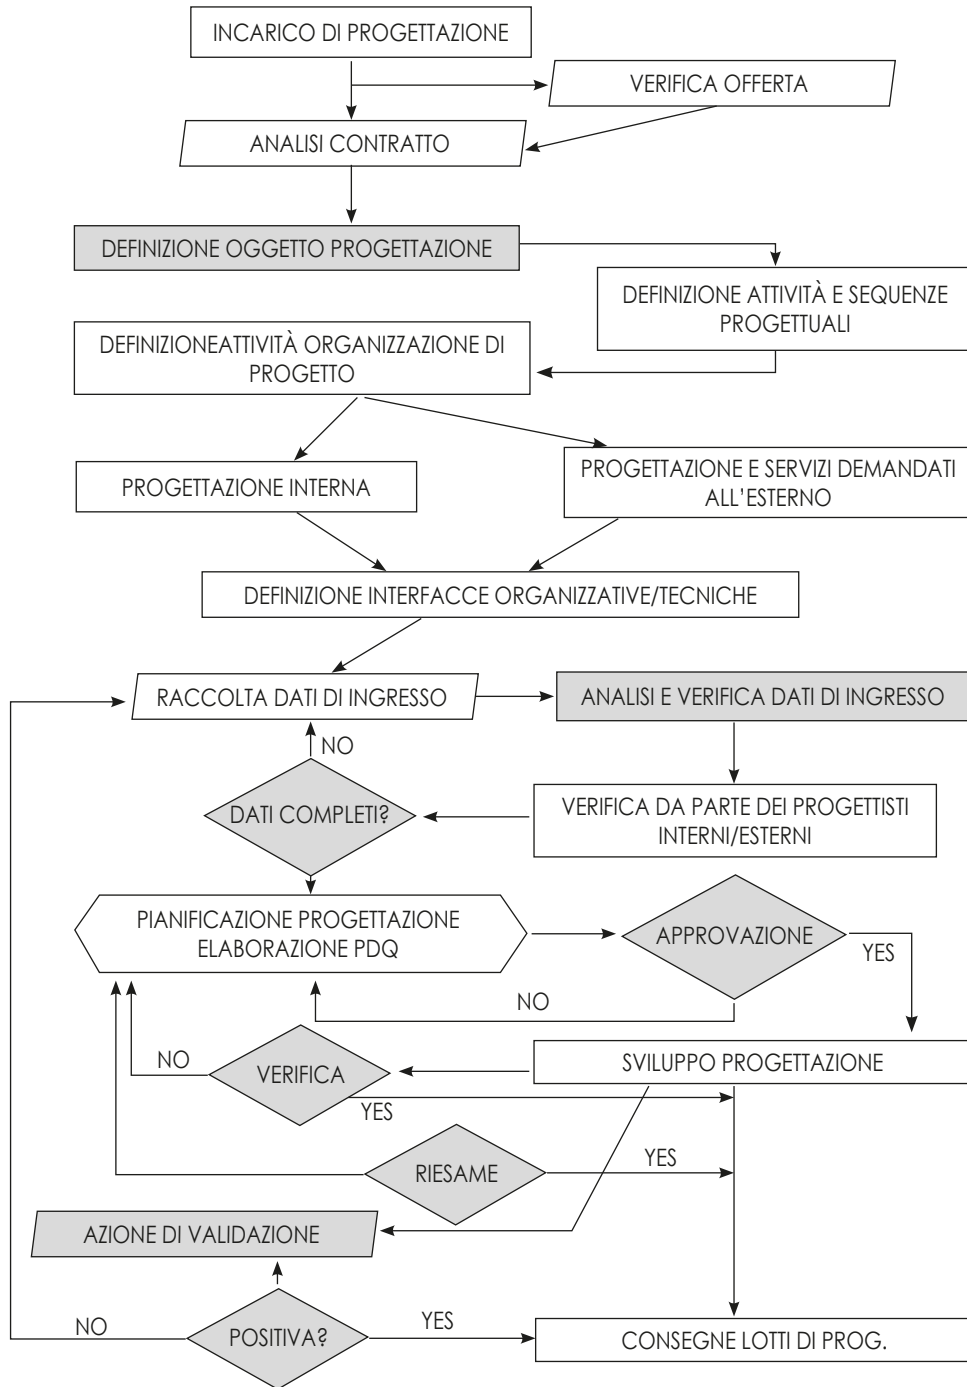 INCARICO DI PROGETTAZIONE
VERIFICA OFFERTA
ANALISI CONTRATTO
DEFINIZIONE OGGETTO PROGETTAZIONE
DEFINIZIONE ATTIVITÀ E SEQUENZE
PROGETTUALI
DEFINIZIONEATTIVITÀ ORGANIZZAZIONE DI
PROGETTO
PROGETTAZIONE INTERNA
PROGETTAZIONE E SERVIZI DEMANDATI
ALL'ESTERNO
DEFINIZIONE INTERFACCE ORGANIZZATIVE/TECNICHE
RACCOLTA DATI DI INGRESSO
ANALISI E VERIFICA DATI DI INGRESSO
NO
DATI COMPLETI?
VERIFICA DA PARTE DEI PROGETTISTI
INTERNI/ESTERNI
PIANIFICAZIONE PROGETTAZIONE
ELABORAZIONE PDQ
APPROVAZIONE
YES
NO
NO
VERIFICA
SVILUPPO PROGETTAZIONE
YES
RIESAME
YES
AZIONE DI VALIDAZIONE
NO
POSITIVA?
YES
CONSEGNE LOTTI DI PROG.